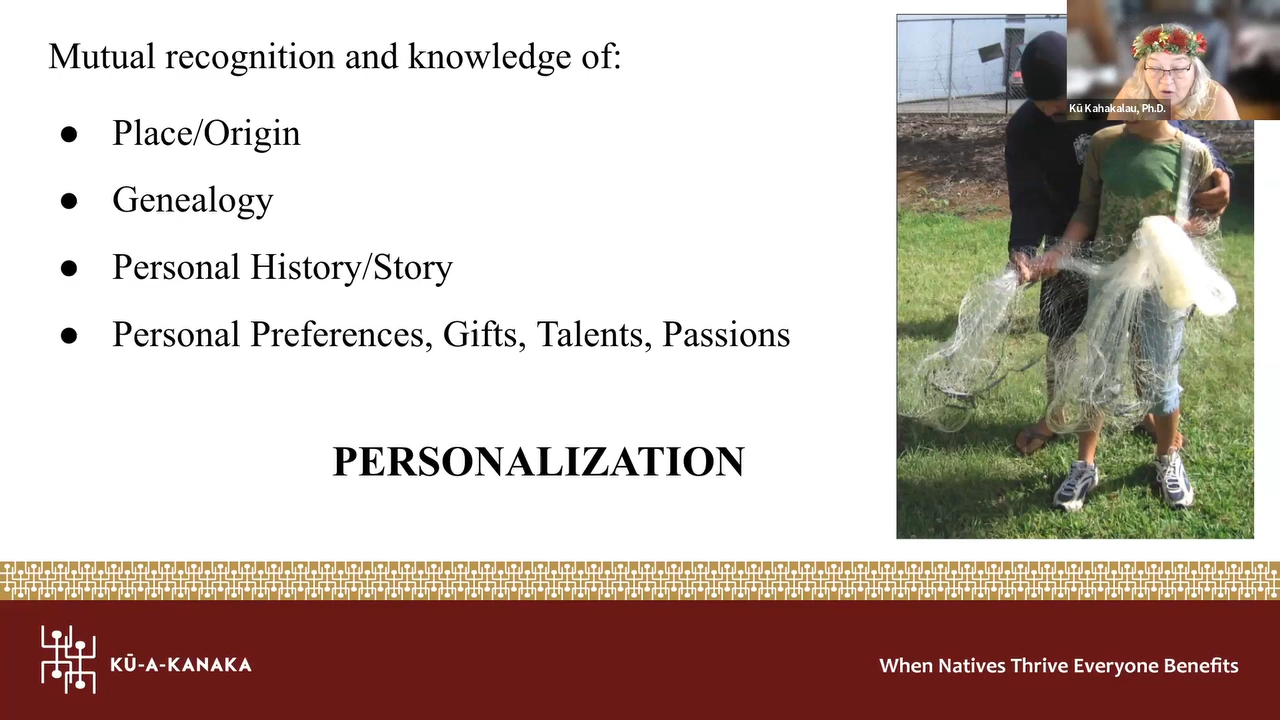 Mutual recognition and knowledge of:
● Place/Origin
● Genealogy
● Personal History/Story
● Personal Preferences, Gifts, Talents, Passions
PERSONALIZATION
Kū Kahakalau, Ph.D.
KŪ-A-KANAKA
When Natives Thrive Everyone Benefits